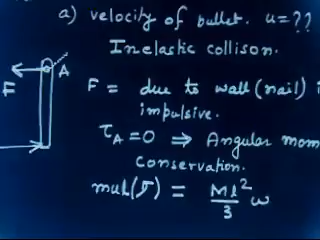 a) velocity of bullet. u=??
Inelastic collison.
A
F
F = due to wall (nail)
impulsive.
τA = 0 ⇒ Angular mom
Conservation.
muL() = Ml²/3 ω